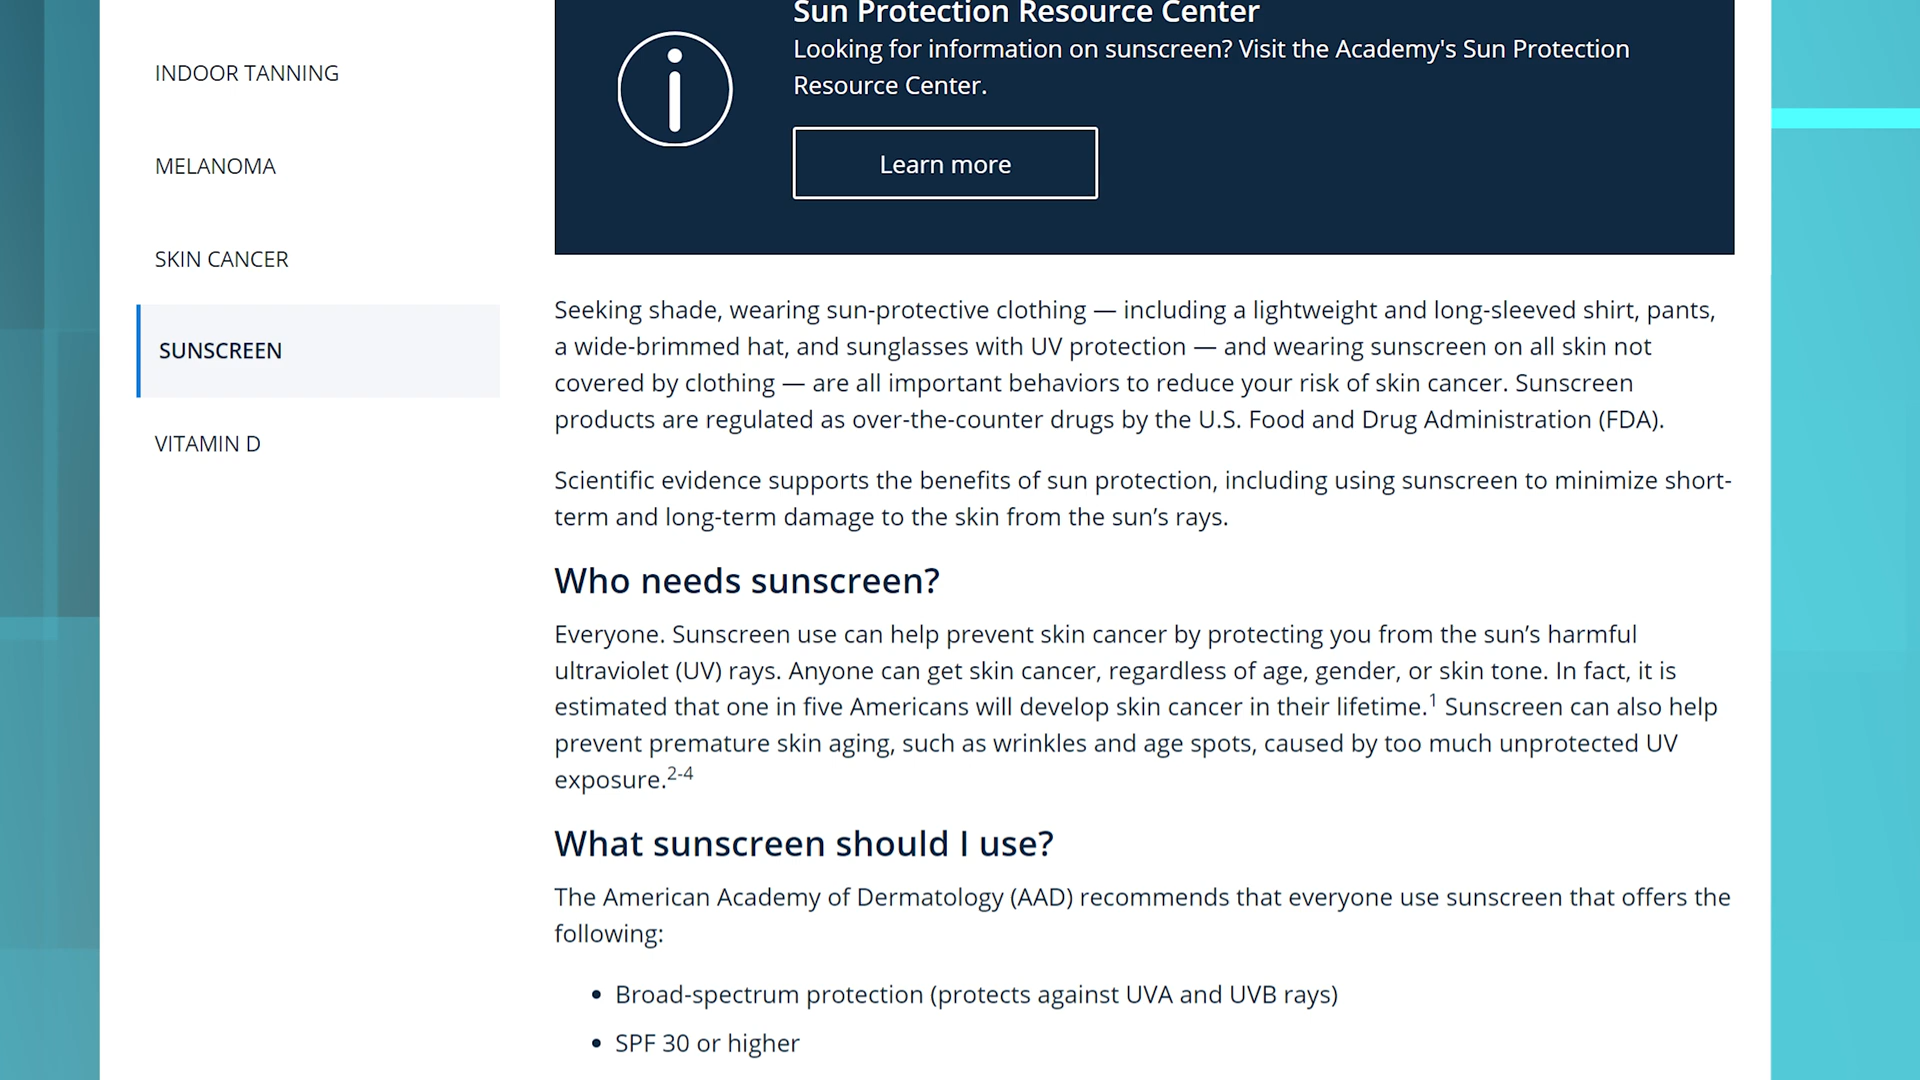 INDOOR TANNING
MELANOMA
SKIN CANCER
SUNSCREEN
VITAMIN D
Sun Protection Resource Center
Looking for information on sunscreen? Visit the Academy's Sun Protection
Resource Center.
Learn more
Seeking shade, wearing sun-protective clothing — including a lightweight and long-sleeved shirt, pants,
a wide-brimmed hat, and sunglasses with UV protection — and wearing sunscreen on all skin not
covered by clothing — are all important behaviors to reduce your risk of skin cancer. Sunscreen
products are regulated as over-the-counter drugs by the U.S. Food and Drug Administration (FDA).
Scientific evidence supports the benefits of sun protection, including using sunscreen to minimize short-
term and long-term damage to the skin from the sun’s rays.
Who needs sunscreen?
Everyone. Sunscreen use can help prevent skin cancer by protecting you from the sun’s harmful
ultraviolet (UV) rays. Anyone can get skin cancer, regardless of age, gender, or skin tone. In fact, it is
estimated that one in five Americans will develop skin cancer in their lifetime.1 Sunscreen can also help
prevent premature skin aging, such as wrinkles and age spots, caused by too much unprotected UV
exposure.2-4
What sunscreen should I use?
The American Academy of Dermatology (AAD) recommends that everyone use sunscreen that offers the
following:
• Broad-spectrum protection (protects against UVA and UVB rays)
• SPF 30 or higher